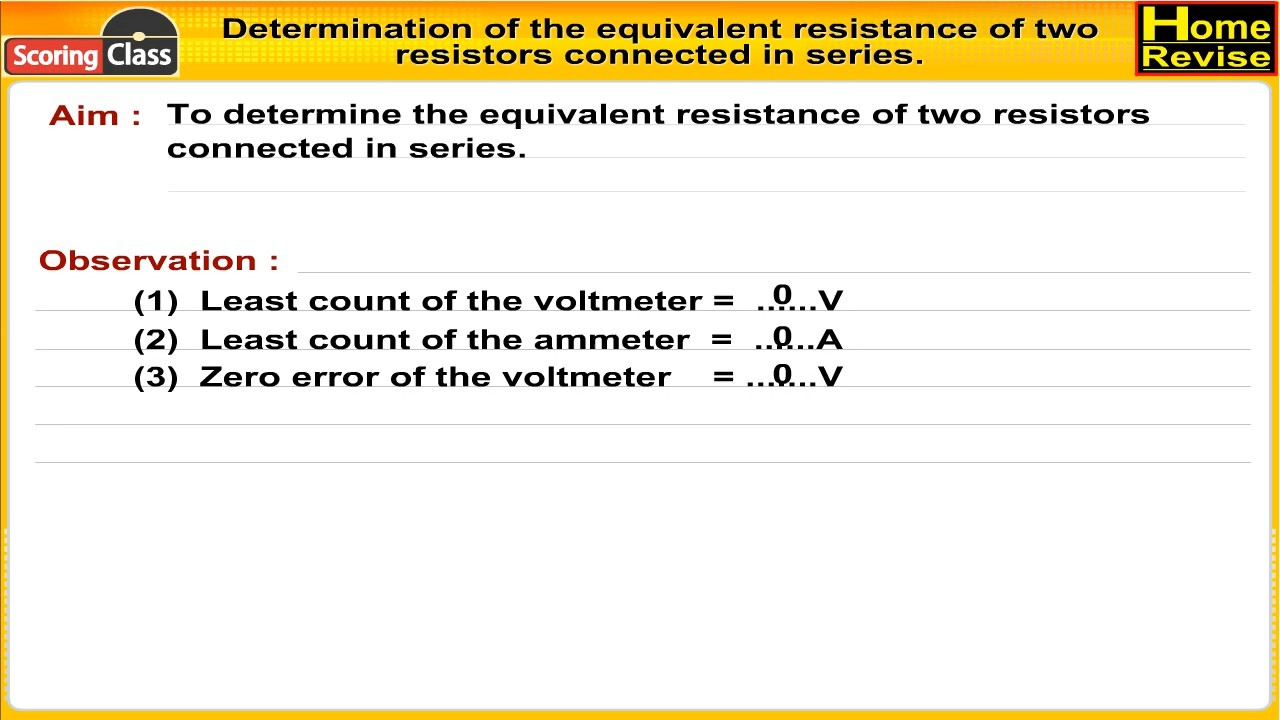 Scoring Class
Determination of the equivalent resistance of two
resistors connected in series.
Home
Revise
Aim : To determine the equivalent resistance of two resistors
connected in series.
Observation :
(1) Least count of the voltmeter = ...0...V
(2) Least count of the ammeter = ...0...A
(3) Zero error of the voltmeter = ...0...V